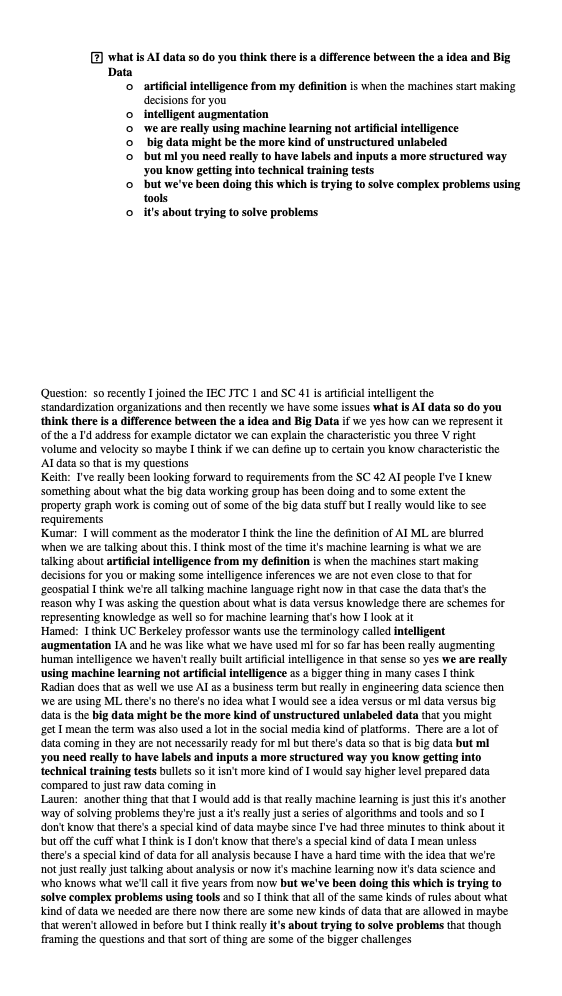 ? what is AI data so do you think there is a difference between the a idea and Big
Data
o artificial intelligence from my definition is when the machines start making
decisions for you
o intelligent augmentation
o we are really using machine learning not artificial intelligence
o big data might be the more kind of unstructured unlabeled
o but ml you need really to have labels and inputs a more structured way
you know getting into technical training tests
o but we've been doing this which is trying to solve complex problems using
tools
o it's about trying to solve problems
Question: so recently I joined the IEC JTC 1 and SC 41 is artificial intelligent the
standardization organizations and then recently we have some issues what is AI data so do you
think there is a difference between the a idea and Big Data if we yes how can we represent it
of the a I'd address for example dictator we can explain the characteristic you three V right
volume and velocity so maybe I think if we can define up to certain you know characteristic the
AI data so that is my questions
Keith: I've really been looking forward to requirements from the SC 42 AI people I've I knew
something about what the big data working group has been doing and to some extent the
property graph work is coming out of some of the big data stuff but I really would like to see
requirements
Kumar: I will comment as the moderator I think the line the definition of AI ML are blurred
when we are talking about this. I think most of the time it's machine learning is what we are
talking about artificial intelligence from my definition is when the machines start making
decisions for you or making some intelligence inferences we are not even close to that for
geospatial I think we're all talking machine language right now in that case the data that's the
reason why I was asking the question about what is data versus knowledge there are schemes for
representing knowledge as well so for machine learning that's how I look at it
Hamed: I think UC Berkeley professor wants use the terminology called intelligent
augmentation IA and he was like what we have used ml for so far has been really augmenting
human intelligence we haven't really built artificial intelligence in that sense so yes we are really
using machine learning not artificial intelligence as a bigger thing in many cases I think
Radian does that as well we use AI as a business term but really in engineering data science then
we are using ML there's no there's no idea what I would see a idea versus or ml data versus big
data is the big data might be the more kind of unstructured unlabeled data that you might
get I mean the term was also used a lot in the social media kind of platforms. There are a lot of
data coming in they are not necessarily ready for ml but there's data so that is big data but ml
you need really to have labels and inputs a more structured way you know getting into
technical training tests bullets so it isn't more kind of I would say higher level prepared data
compared to just raw data coming in
Lauren: another thing that that I would add is that really machine learning is just this it's another
way of solving problems they're just a it's really just a series of algorithms and tools and so I
don't know that there's a special kind of data maybe since I've had three minutes to think about it
but off the cuff what I think is I don't know that there's a special kind of data I mean unless
there's a special kind of data for all analysis because I have a hard time with the idea that we're
not just really just talking about analysis or now it's machine learning now it's data science and
who knows what we'll call it five years from now but we've been doing this which is trying to
solve complex problems using tools and so I think that all of the same kinds of rules about what
kind of data we needed are there now there are some new kinds of data that are allowed in maybe
that weren't allowed in before but I think really it's about trying to solve problems that though
framing the questions and that sort of thing are some of the bigger challenges